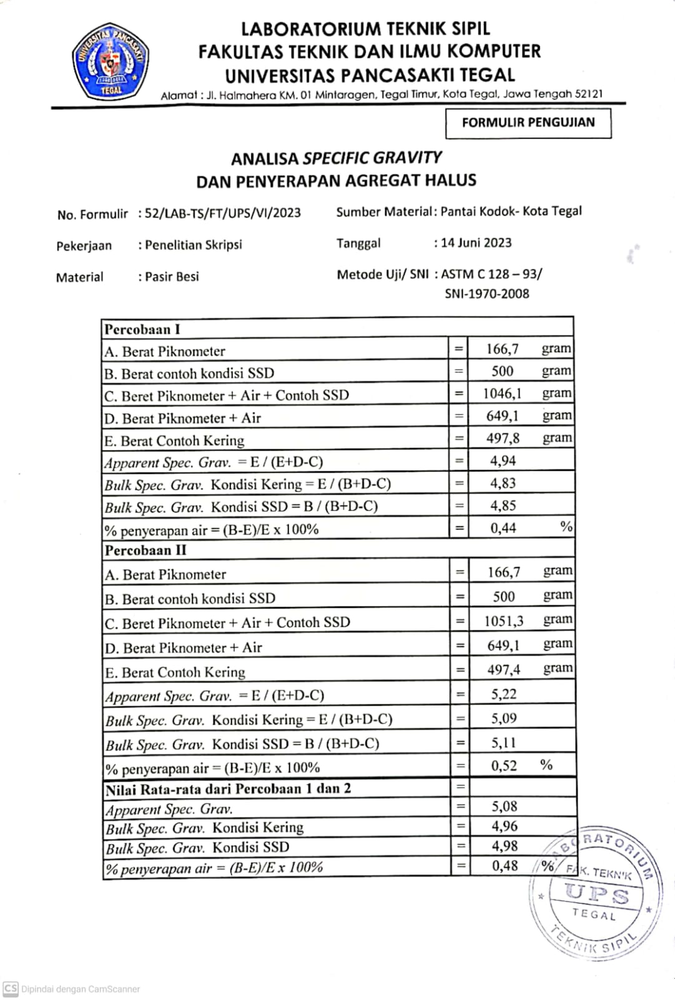 UNIVERSITAS PANCASAKTI
TEGAL
LABORATORIUM TEKNIK SIPIL
FAKULTAS TEKNIK DAN ILMU KOMPUTER
UNIVERSITAS PANCASAKTI TEGAL
Alamat : Jl. Halmahera KM. 01 Mintaragen, Tegal Timur, Kota Tegal, Jawa Tengah 52121
FORMULIR PENGUJIAN
ANALISA SPECIFIC GRAVITY
DAN PENYERAPAN AGREGAT HALUS
No. Formulir : 52/LAB-TS/FT/UPS/VI/2023 Sumber Material : Pantai Kodok- Kota Tegal
Pekerjaan : Penelitian Skripsi Tanggal : 14 Juni 2023
Material : Pasir Besi Metode Uji/ SNI : ASTM C 128 – 93/
SNI-1970-2008
Percobaan I
A. Berat Piknometer = 166,7 gram
B. Berat contoh kondisi SSD = 500 gram
C. Beret Piknometer + Air + Contoh SSD = 1046,1 gram
D. Berat Piknometer + Air = 649,1 gram
E. Berat Contoh Kering = 497,8 gram
Apparent Spec. Grav. = E / (E+D-C) = 4,94
Bulk Spec. Grav. Kondisi Kering = E / (B+D-C) = 4,83
Bulk Spec. Grav. Kondisi SSD = B / (B+D-C) = 4,85
% penyerapan air = (B-E)/E x 100% = 0,44 %
Percobaan II
A. Berat Piknometer = 166,7 gram
B. Berat contoh kondisi SSD = 500 gram
C. Beret Piknometer + Air + Contoh SSD = 1051,3 gram
D. Berat Piknometer + Air = 649,1 gram
E. Berat Contoh Kering = 497,4 gram
Apparent Spec. Grav. = E / (E+D-C) = 5,22
Bulk Spec. Grav. Kondisi Kering = E / (B+D-C) = 5,09
Bulk Spec. Grav. Kondisi SSD = B / (B+D-C) = 5,11
% penyerapan air = (B-E)/E x 100% = 0,52 %
Nilai Rata-rata dari Percobaan 1 dan 2 =
Apparent Spec. Grav. = 5,08
Bulk Spec. Grav. Kondisi Kering = 4,96
Bulk Spec. Grav. Kondisi SSD = 4,98
% penyerapan air = (B-E)/E x 100% = 0,48 %
LABORATORIUM
FAK. TEKNIK
UPS
TEGAL
TEKNIK SIPIL
CS Dipindai dengan CamScanner